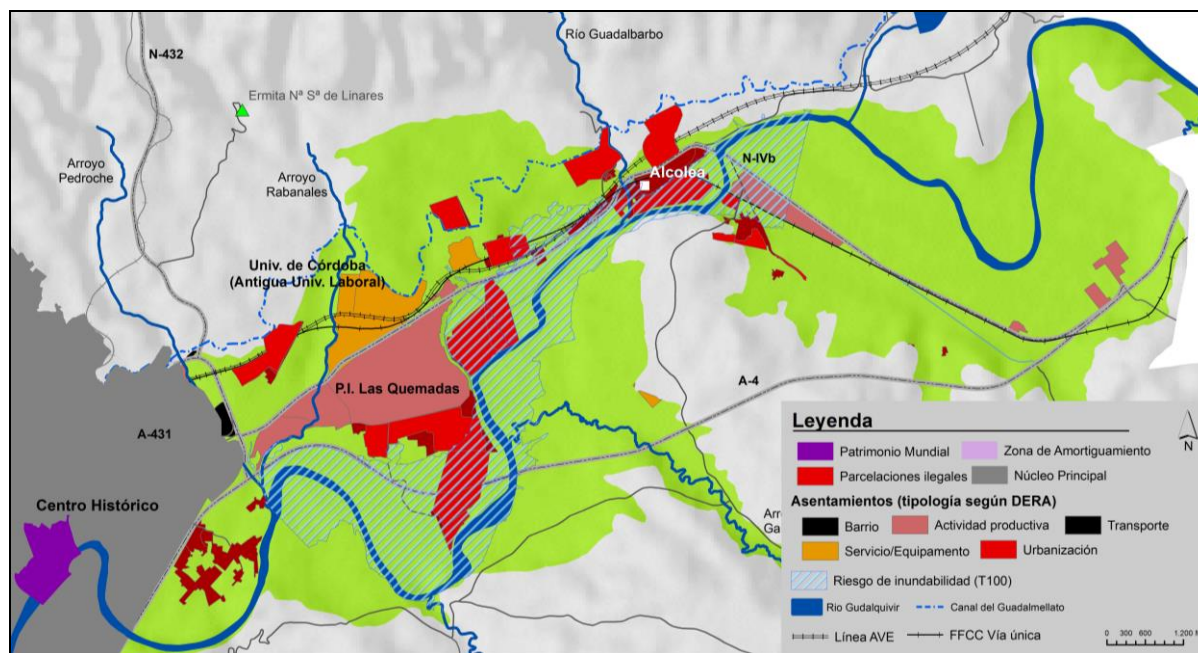 N-432
Río Guadalbarbo
Ermita Nª Sª de Linares
Arroyo
Pedroche
Arroyo
Rabanales
N-IVb
Alcolea
Univ. de Córdoba
(Antigua Univ. Laboral)
P.I. Las Quemadas
A-4
A-431
Centro Histórico
Ga
Leyenda
N
Patrimonio Mundial
Zona de Amortiguamiento
Parcelaciones ilegales
Núcleo Principal
Asentamientos (tipología según DERA)
Barrio
Actividad productiva
Transporte
Servicio/Equipamento
Urbanización
Riesgo de inundabilidad (T100)
Rio Gudalquivir
Canal del Guadalmellato
Línea AVE
FFCC Vía única
0 300 600 1.200